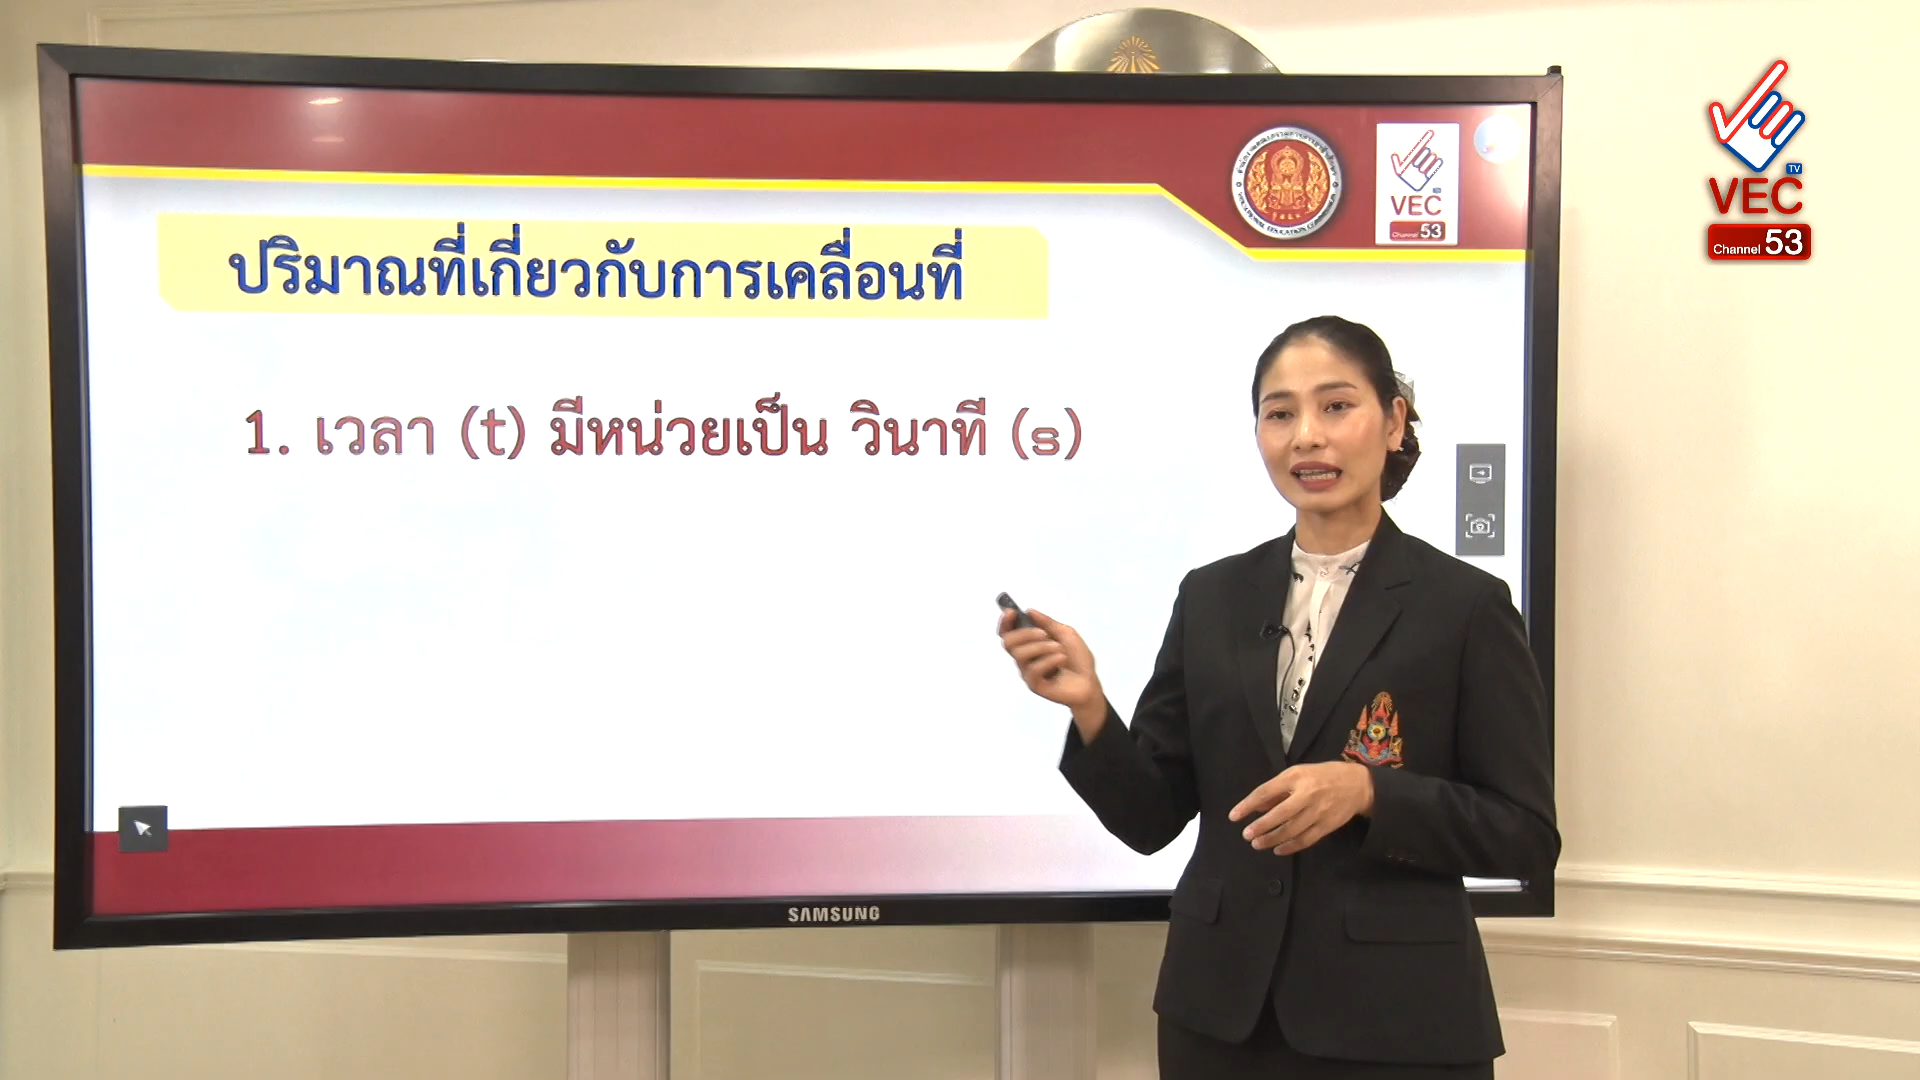 ปริมาณที่เกี่ยวกับการเคลื่อนที่
1. เวลา (t) มีหน่วยเป็น วินาที (s)
VEC
Channel 53
TV
VEC
Channel 53
SAMSUNG